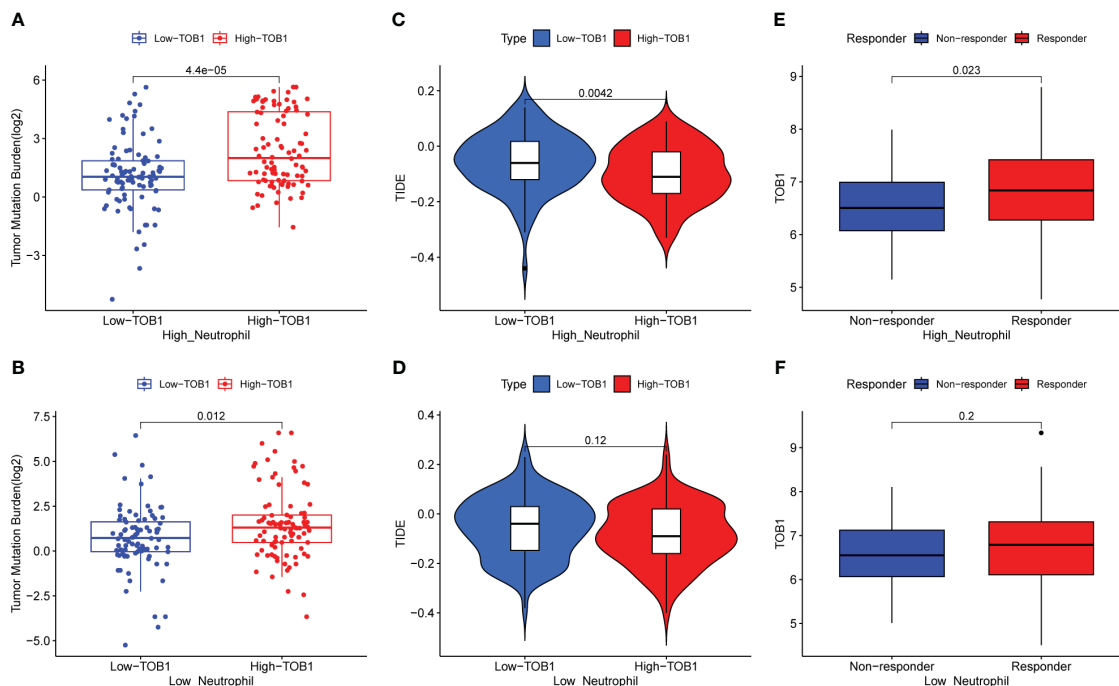 A
Low-TOB1 High-TOB1
4.4e-05
6
3
0
−3
Tumor Mutation Burden(log2)
Low-TOB1 High-TOB1
High_Neutrophil
C
Type Low-TOB1 High-TOB1
0.0042
0.2
0.0
−0.2
−0.4
TIDE
Low-TOB1 High-TOB1
High_Neutrophil
E
Responder Non-responder Responder
0.023
9
8
7
6
5
TOB1
Non-responder Responder
High_Neutrophil
B
Low-TOB1 High-TOB1
0.012
7.5
5.0
2.5
0.0
−2.5
−5.0
Tumor Mutation Burden(log2)
Low-TOB1 High-TOB1
Low_Neutrophil
D
Type Low-TOB1 High-TOB1
0.12
0.4
0.2
0.0
−0.2
−0.4
TIDE
Low-TOB1 High-TOB1
Low_Neutrophil
F
Responder Non-responder Responder
0.2
9
8
7
6
5
TOB1
Non-responder Responder
Low_Neutrophil